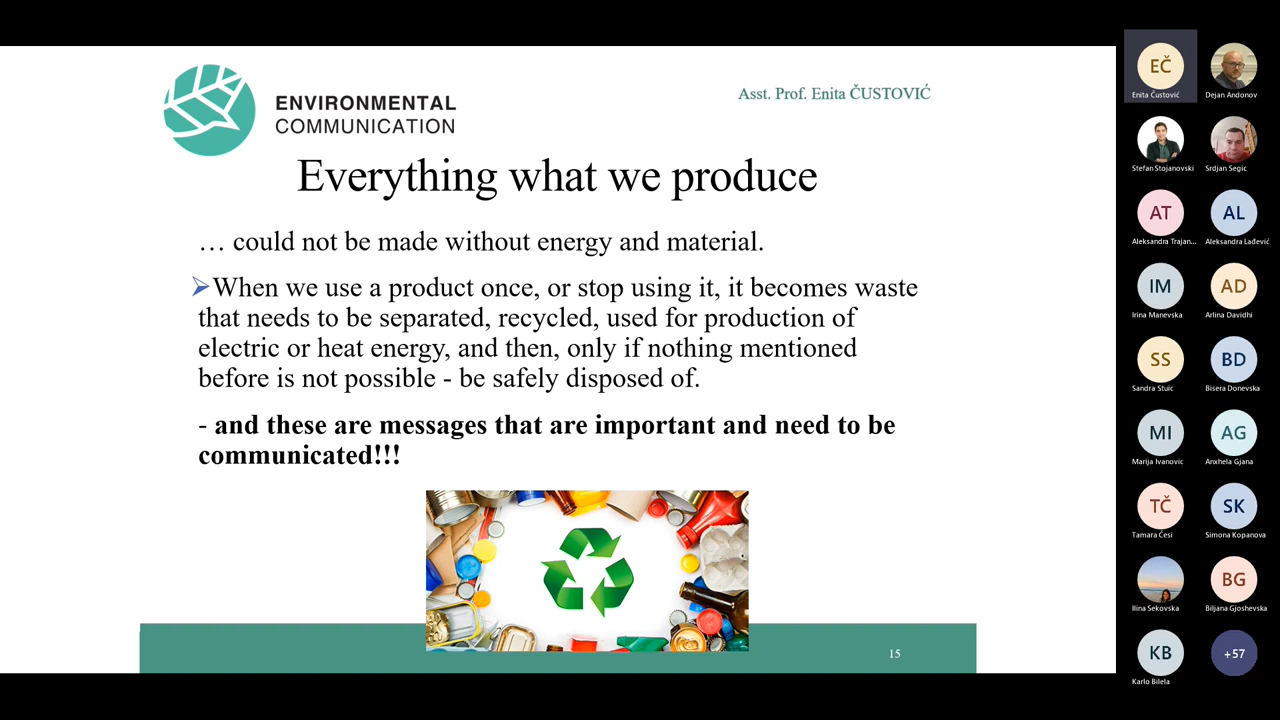 ENVIRONMENTAL
COMMUNICATION
Asst. Prof. Enita ČUSTOVIĆ
Everything what we produce
… could not be made without energy and material.
When we use a product once, or stop using it, it becomes waste
that needs to be separated, recycled, used for production of
electric or heat energy, and then, only if nothing mentioned
before is not possible - be safely disposed of.
- and these are messages that are important and need to be
communicated!!!
15
EČ
Enita Čustović
Dejan Andonov
Stefan Stojanovski
Srdjan Segic
AT
Aleksandra Trajan...
AL
Aleksandra Lađević
IM
Irina Manevska
AD
Arlina Davidhi
SS
Sandra Stuic
BD
Bisera Donevska
MI
Marija Ivanovic
AG
Anxhela Gjana
TČ
Tamara Česi
SK
Simona Kopanova
Ilina Sekovska
BG
Biljana Gjoshevska
KB
Karlo Bilela
+57